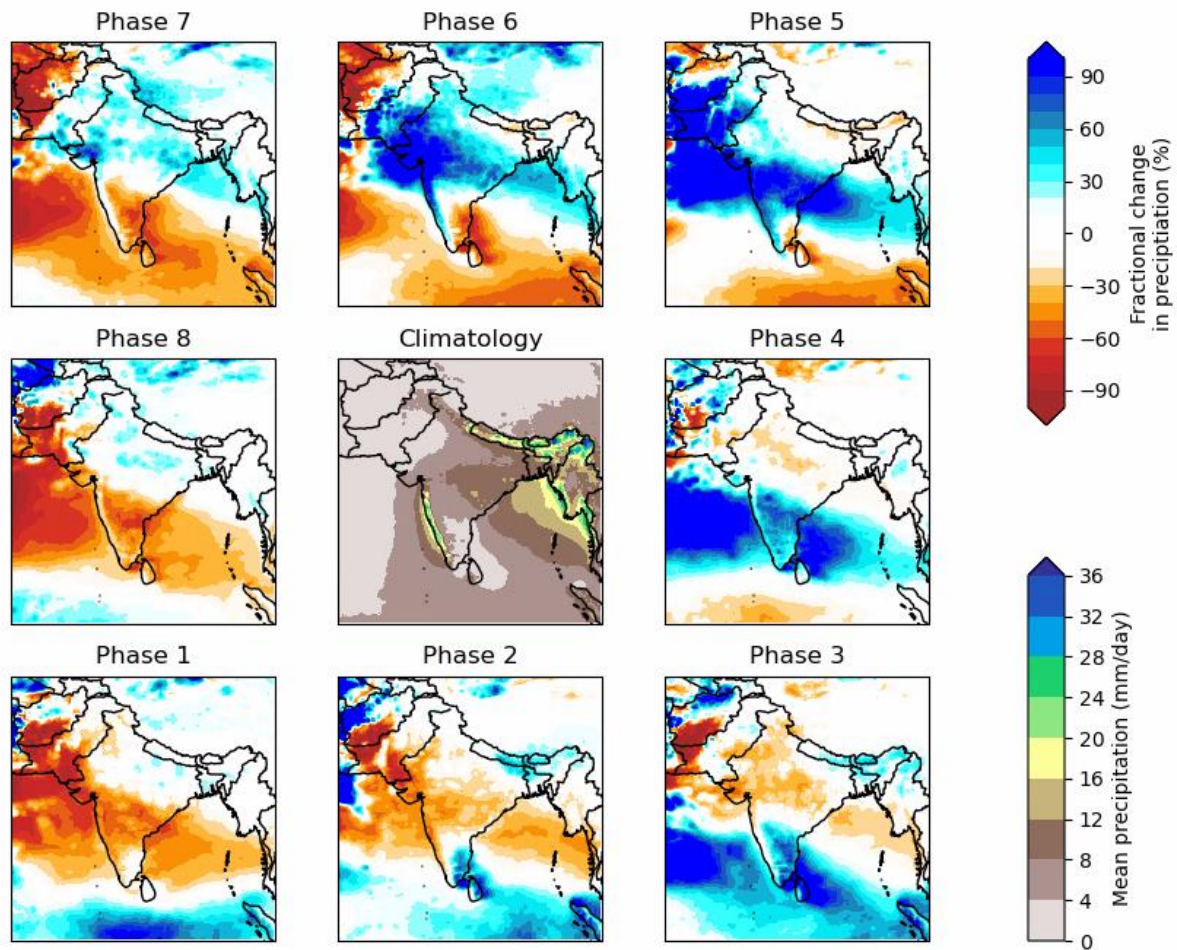 Phase 7
Phase 6
Phase 5
90
60
30
0
−30
−60
−90
Fractional change
in preciptiation (%)
Phase 8
Climatology
Phase 4
36
32
28
24
20
16
12
8
4
0
Mean precipitation (mm/day)
Phase 1
Phase 2
Phase 3